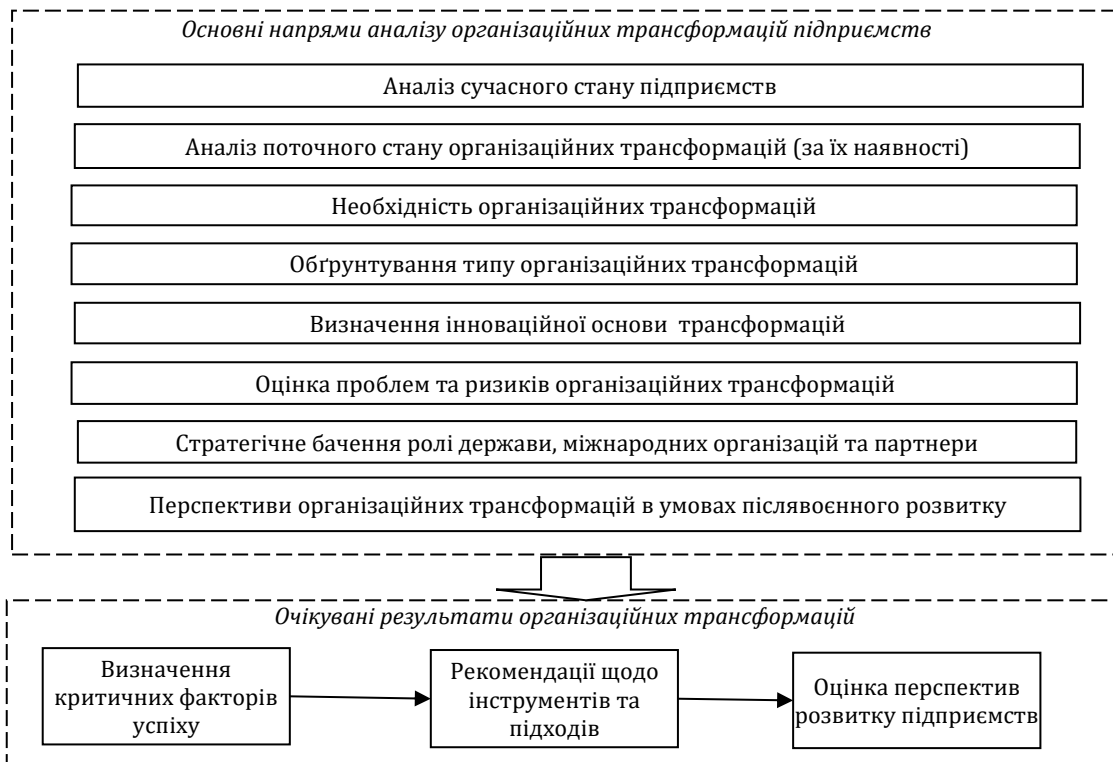 Основні напрями аналізу організаційних трансформацій підприємств
Аналіз сучасного стану підприємств
Аналіз поточного стану організаційних трансформацій (за їх наявності)
Необхідність організаційних трансформацій
Обґрунтування типу організаційних трансформацій
Визначення інноваційної основи трансформацій
Оцінка проблем та ризиків організаційних трансформацій
Стратегічне бачення ролі держави, міжнародних організацій та партнери
Перспективи організаційних трансформацій в умовах післявоєнного розвитку
Очікувані результати організаційних трансформацій
Визначення
критичних факторів
успіху
Рекомендації щодо
інструментів та
підходів
Оцінка перспектив
розвитку підприємств